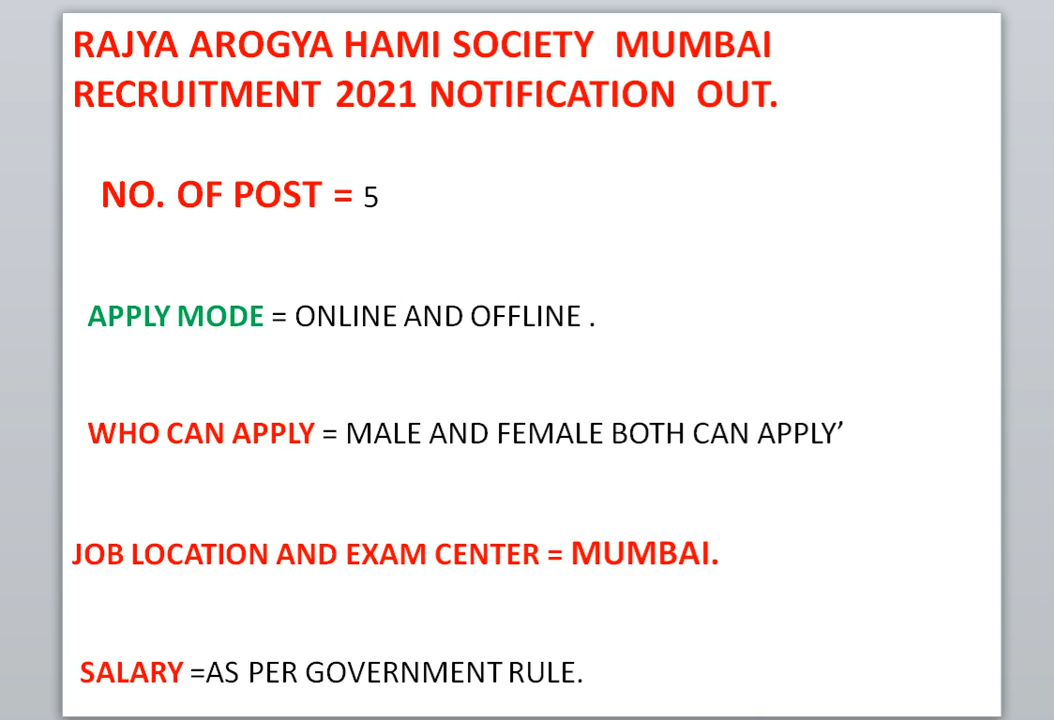 RAJYA AROGYA HAMI SOCIETY MUMBAI
RECRUITMENT 2021 NOTIFICATION OUT.
NO. OF POST = 5
APPLY MODE = ONLINE AND OFFLINE .
WHO CAN APPLY = MALE AND FEMALE BOTH CAN APPLY’
JOB LOCATION AND EXAM CENTER = MUMBAI.
SALARY =AS PER GOVERNMENT RULE.